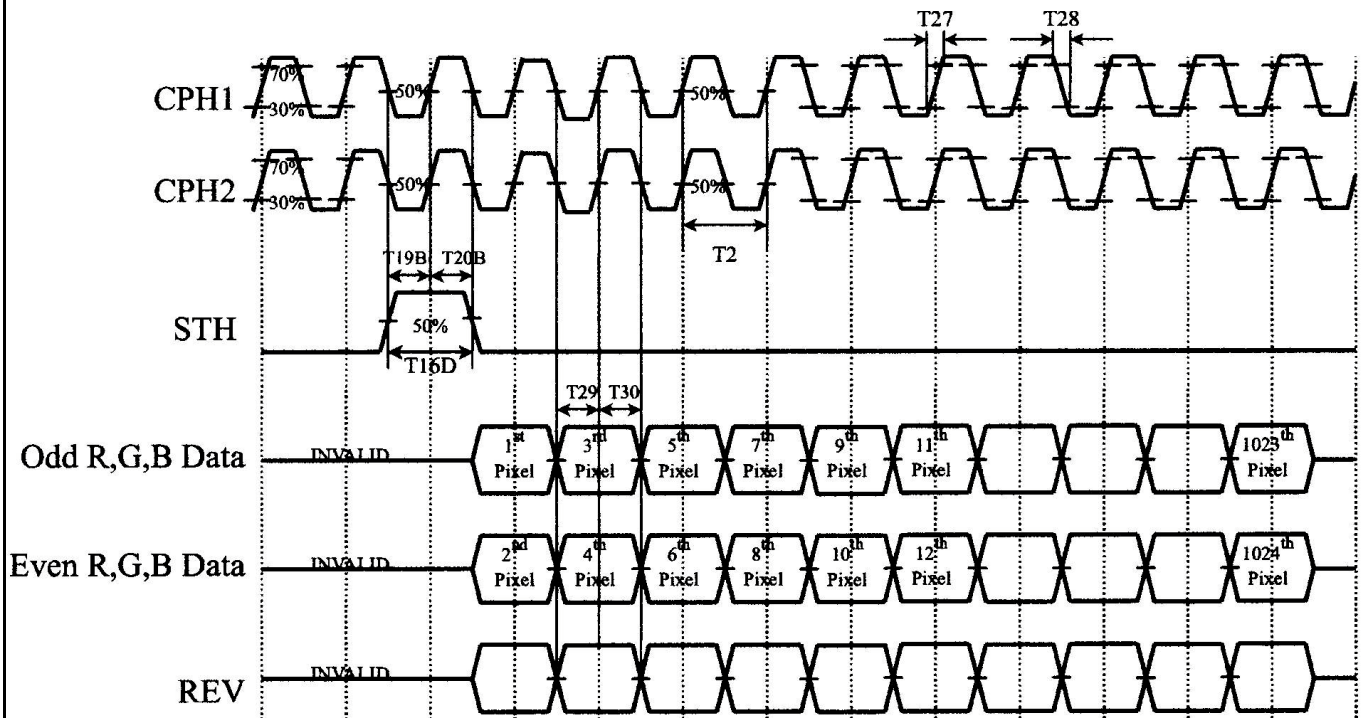 T27 T28
70% 50% 50%
CPH1
30%
70%
CPH2 50% 50%
30%
T19B T20B T2
STH 50%
T16D
T29 T30
Odd R,G,B Data INVALID 1st Pixel 3rd Pixel 5th Pixel 7th Pixel 9th Pixel 11th Pixel 1023th Pixel
Even R,G,B Data INVALID 2nd Pixel 4th Pixel 6th Pixel 8th Pixel 10th Pixel 12th Pixel 1024th Pixel
REV INVALID